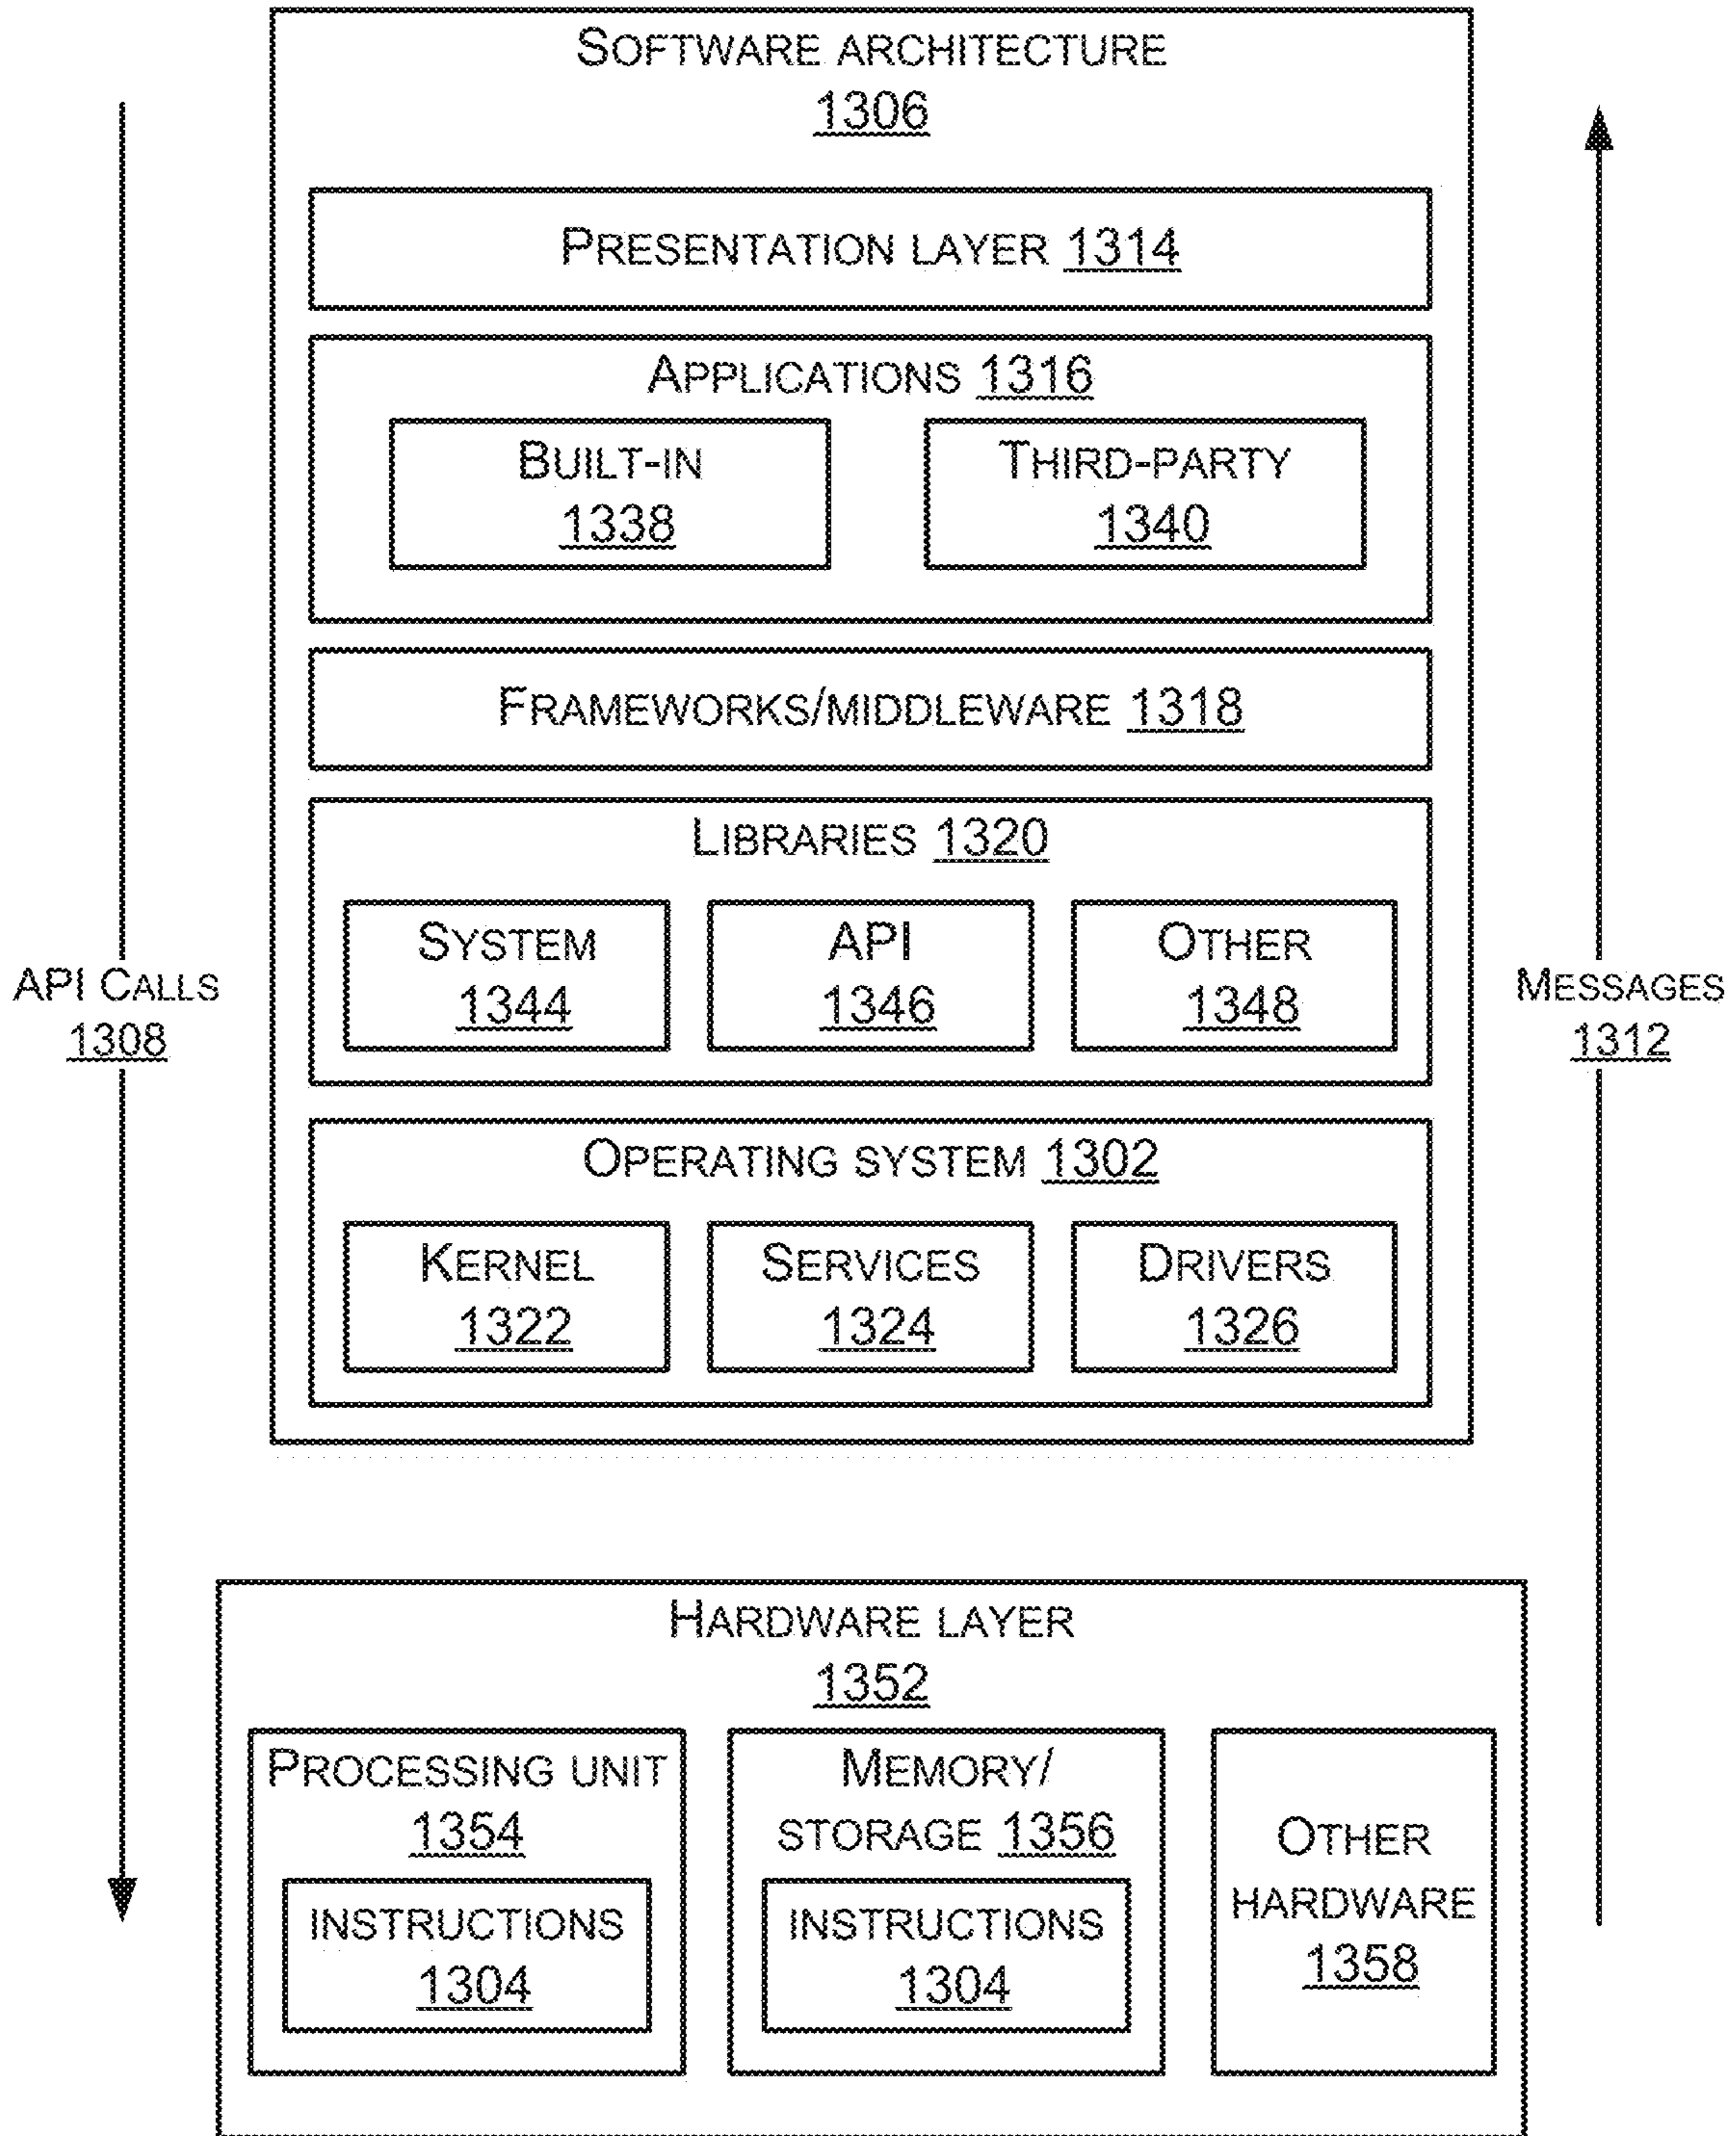 SOFTWARE ARCHITECTURE
1306
PRESENTATION LAYER 1314
APPLICATIONS 1316
BUILT-IN
1338
THIRD-PARTY
1340
FRAMEWORKS/MIDDLEWARE 1318
LIBRARIES 1320
SYSTEM
1344
API
1346
OTHER
1348
API CALLS
1308
MESSAGES
1312
OPERATING SYSTEM 1302
KERNEL
1322
SERVICES
1324
DRIVERS
1326
HARDWARE LAYER
1352
PROCESSING UNIT
1354
INSTRUCTIONS
1304
MEMORY/
STORAGE 1356
INSTRUCTIONS
1304
OTHER
HARDWARE
1358